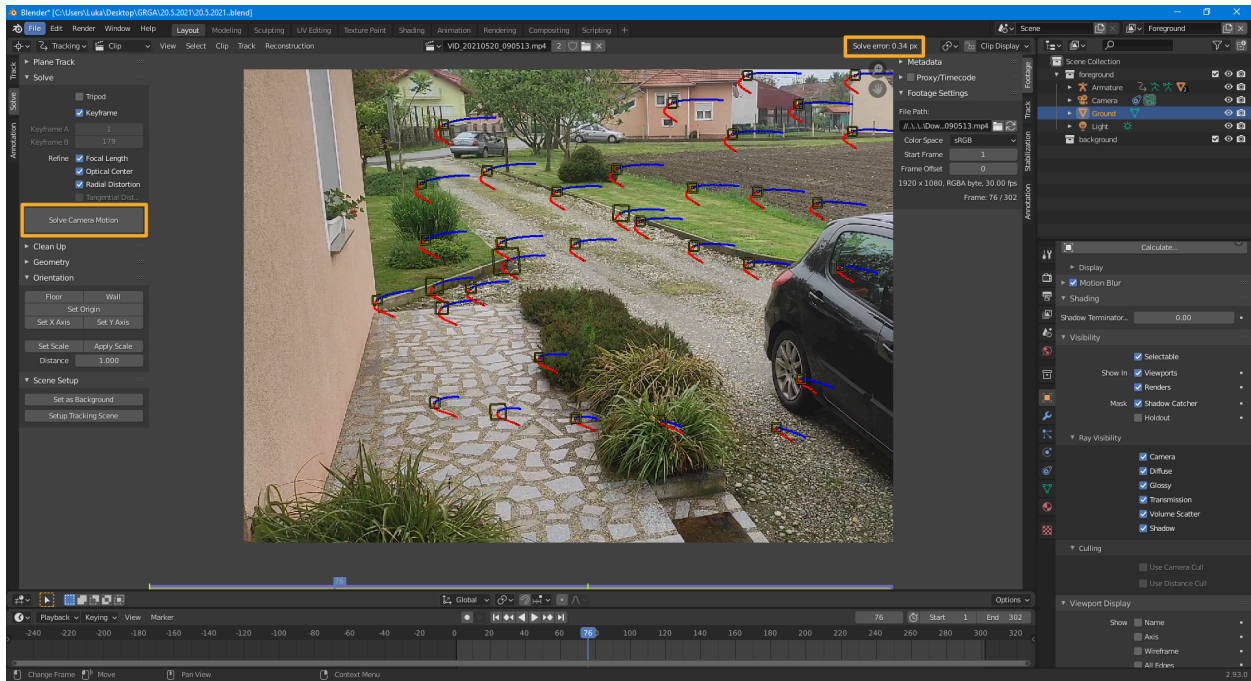 Blender* [C:\Users\Luka\Desktop\GRGA\20.5.2021\20.5.2021..blend]
File Edit Render Window Help Layout Modeling Sculpting UV Editing Texture Paint Shading Animation Rendering Compositing Scripting + Scene Foreground
Tracking Clip View Select Clip Track Reconstruction VID_20210520_090513.mp4 2 Solve error: 0.34 px Clip Display
Track
Solve
Annotation
Plane Track
Solve
Tripod
Keyframe
Keyframe A 1
Keyframe B 179
Refine Focal Length
Optical Center
Radial Distortion
Tangential Dist...
Solve Camera Motion
Clean Up
Geometry
Orientation
Floor Wall
Set Origin
Set X Axis Set Y Axis
Set Scale Apply Scale
Distance 1.000
Scene Setup
Set as Background
Setup Tracking Scene
Metadata
Proxy/Timecode
Footage Settings
File Path:
//.\.\.\Dow...090513.mp4
Color Space sRGB
Start Frame 1
Frame Offset 0
1920 x 1080, RGBA byte, 30.00 fps
Frame: 76 / 302
Footage
Track
Stabilization
Annotation
Scene Collection
foreground
Armature
Camera
Ground
Light
background
Calculate...
Display
Motion Blur
Shading
Shadow Terminator... 0.00
Visibility
Selectable
Show In Viewports
Renders
Mask Shadow Catcher
Holdout
Ray Visibility
Camera
Diffuse
Glossy
Transmission
Volume Scatter
Shadow
Culling
Use Camera Cull
Use Distance Cull
Viewport Display
Show Name
Axis
Wireframe
All Edges
76
Global Options
Playback Keying View Marker 76 Start 1 End 302
-240 -220 -200 -180 -160 -140 -120 -100 -80 -60 -40 -20 0 20 40 60 76 100 120 140 160 180 200 220 240 260 280 300 320
Change Frame Move Pan View Context Menu 2.93.0